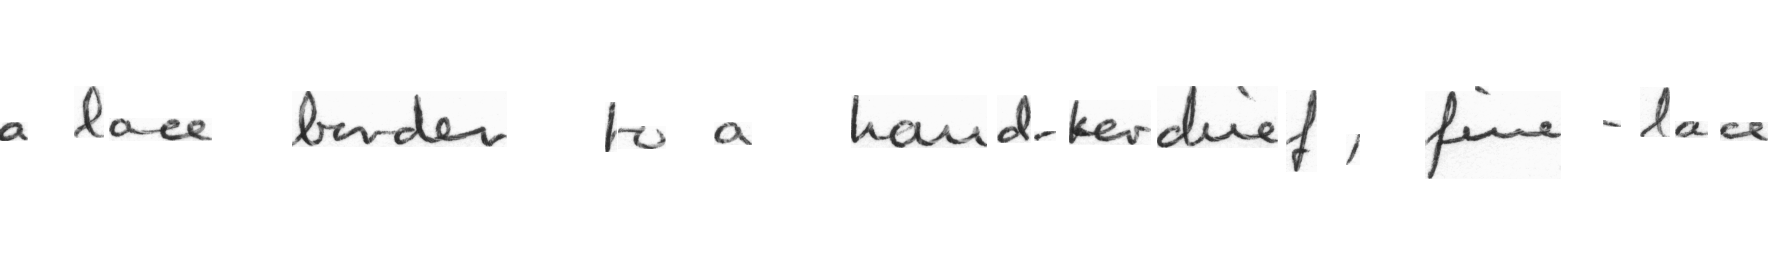 a lace border to a hand-kerchief, fine - lace